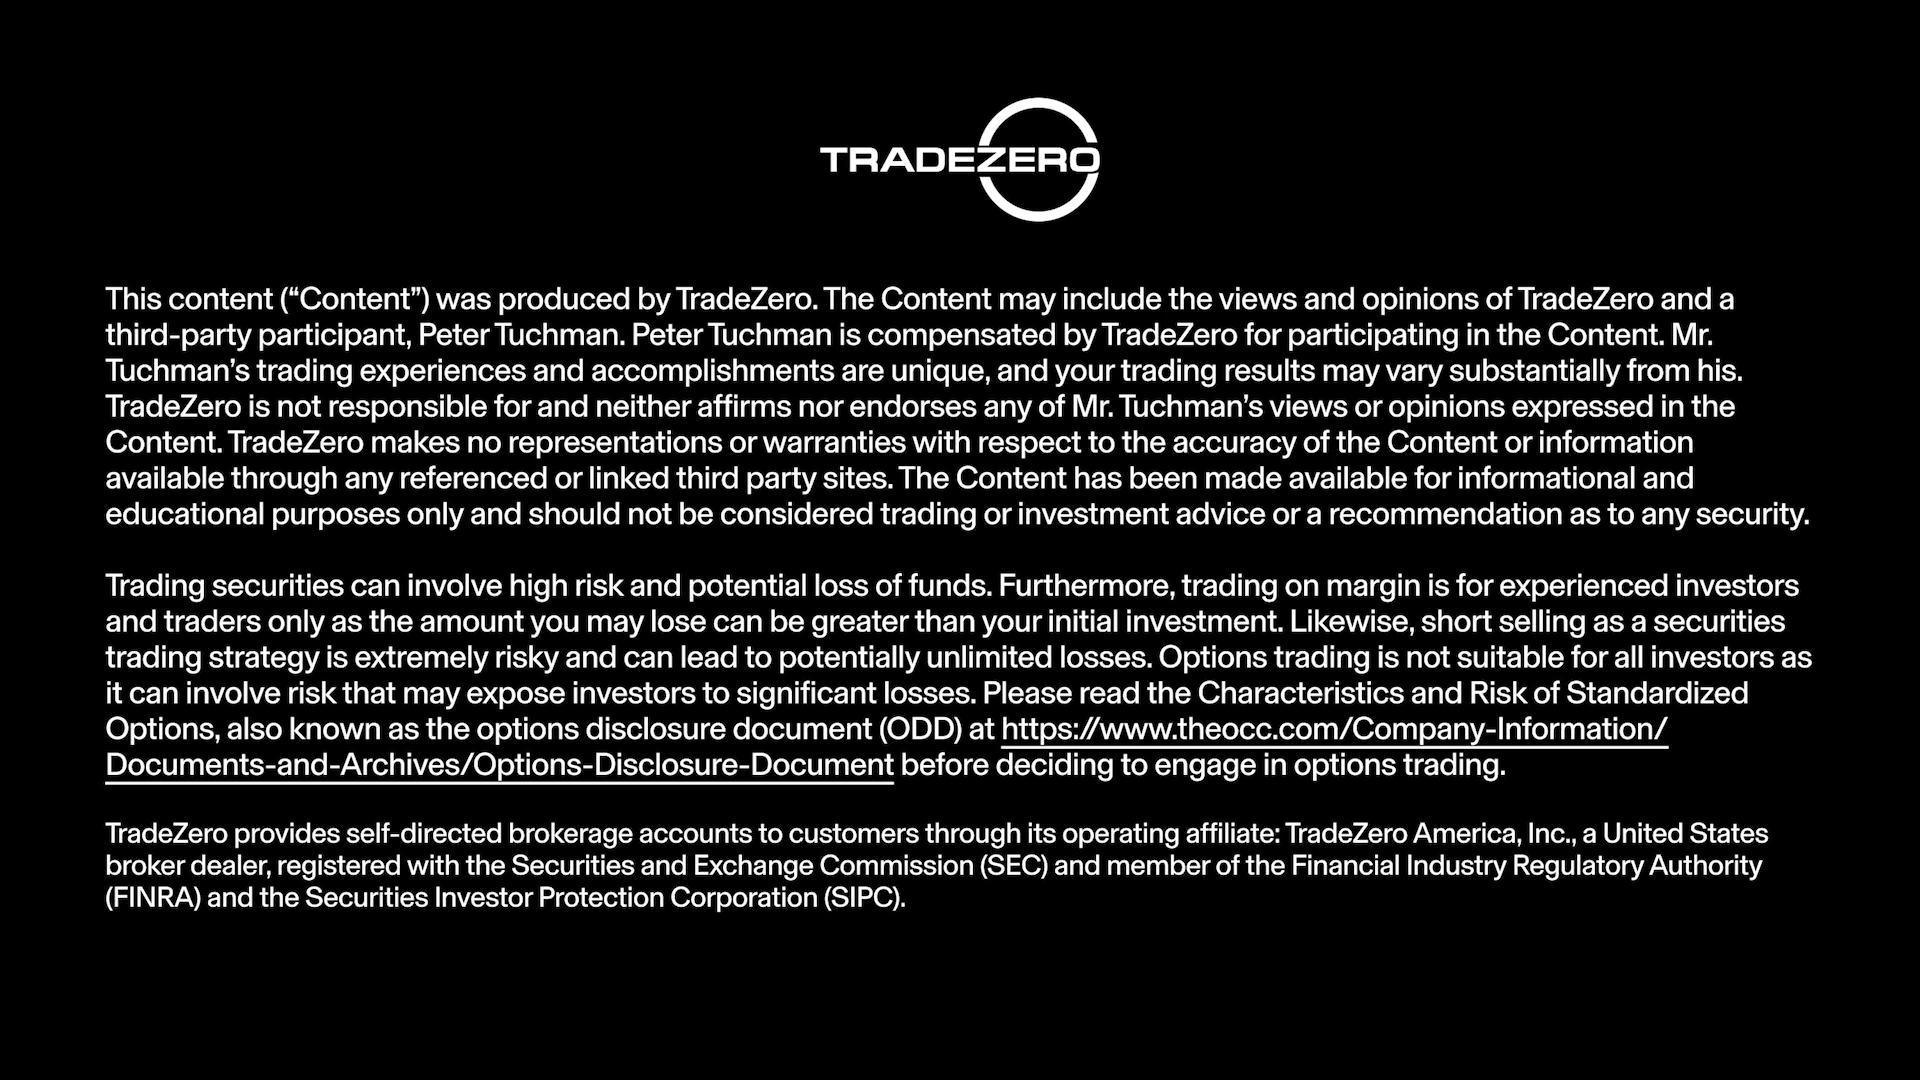 TRADEZERO
This content (“Content”) was produced by TradeZero. The Content may include the views and opinions of TradeZero and a
third-party participant, Peter Tuchman. Peter Tuchman is compensated by TradeZero for participating in the Content. Mr.
Tuchman’s trading experiences and accomplishments are unique, and your trading results may vary substantially from his.
TradeZero is not responsible for and neither affirms nor endorses any of Mr. Tuchman’s views or opinions expressed in the
Content. TradeZero makes no representations or warranties with respect to the accuracy of the Content or information
available through any referenced or linked third party sites. The Content has been made available for informational and
educational purposes only and should not be considered trading or investment advice or a recommendation as to any security.
Trading securities can involve high risk and potential loss of funds. Furthermore, trading on margin is for experienced investors
and traders only as the amount you may lose can be greater than your initial investment. Likewise, short selling as a securities
trading strategy is extremely risky and can lead to potentially unlimited losses. Options trading is not suitable for all investors as
it can involve risk that may expose investors to significant losses. Please read the Characteristics and Risk of Standardized
Options, also known as the options disclosure document (ODD) at https://www.theocc.com/Company-Information/
Documents-and-Archives/Options-Disclosure-Document before deciding to engage in options trading.
TradeZero provides self-directed brokerage accounts to customers through its operating affiliate: TradeZero America, Inc., a United States
broker dealer, registered with the Securities and Exchange Commission (SEC) and member of the Financial Industry Regulatory Authority
(FINRA) and the Securities Investor Protection Corporation (SIPC).